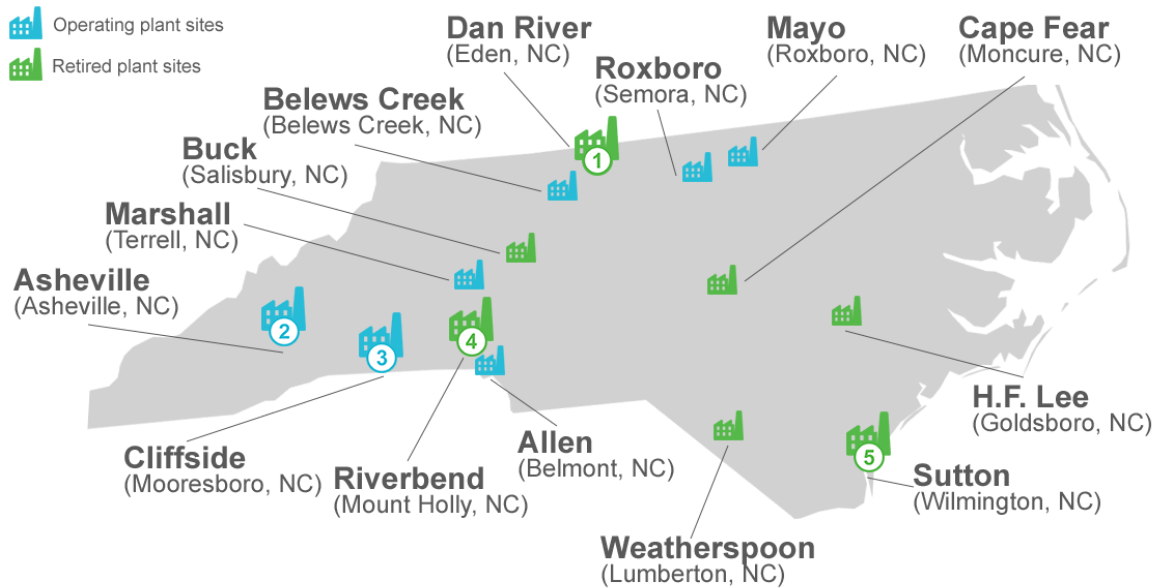 Operating plant sites
Retired plant sites
Dan River
(Eden, NC)
Mayo
(Roxboro, NC)
Cape Fear
(Moncure, NC)
Roxboro
(Semora, NC)
Belews Creek
(Belews Creek, NC)
Buck
(Salisbury, NC)
Marshall
(Terrell, NC)
Asheville
(Asheville, NC)
1
2
3
4
5
H.F. Lee
(Goldsboro, NC)
Allen
(Belmont, NC)
Cliffside
(Mooresboro, NC)
Riverbend
(Mount Holly, NC)
Sutton
(Wilmington, NC)
Weatherspoon
(Lumberton, NC)